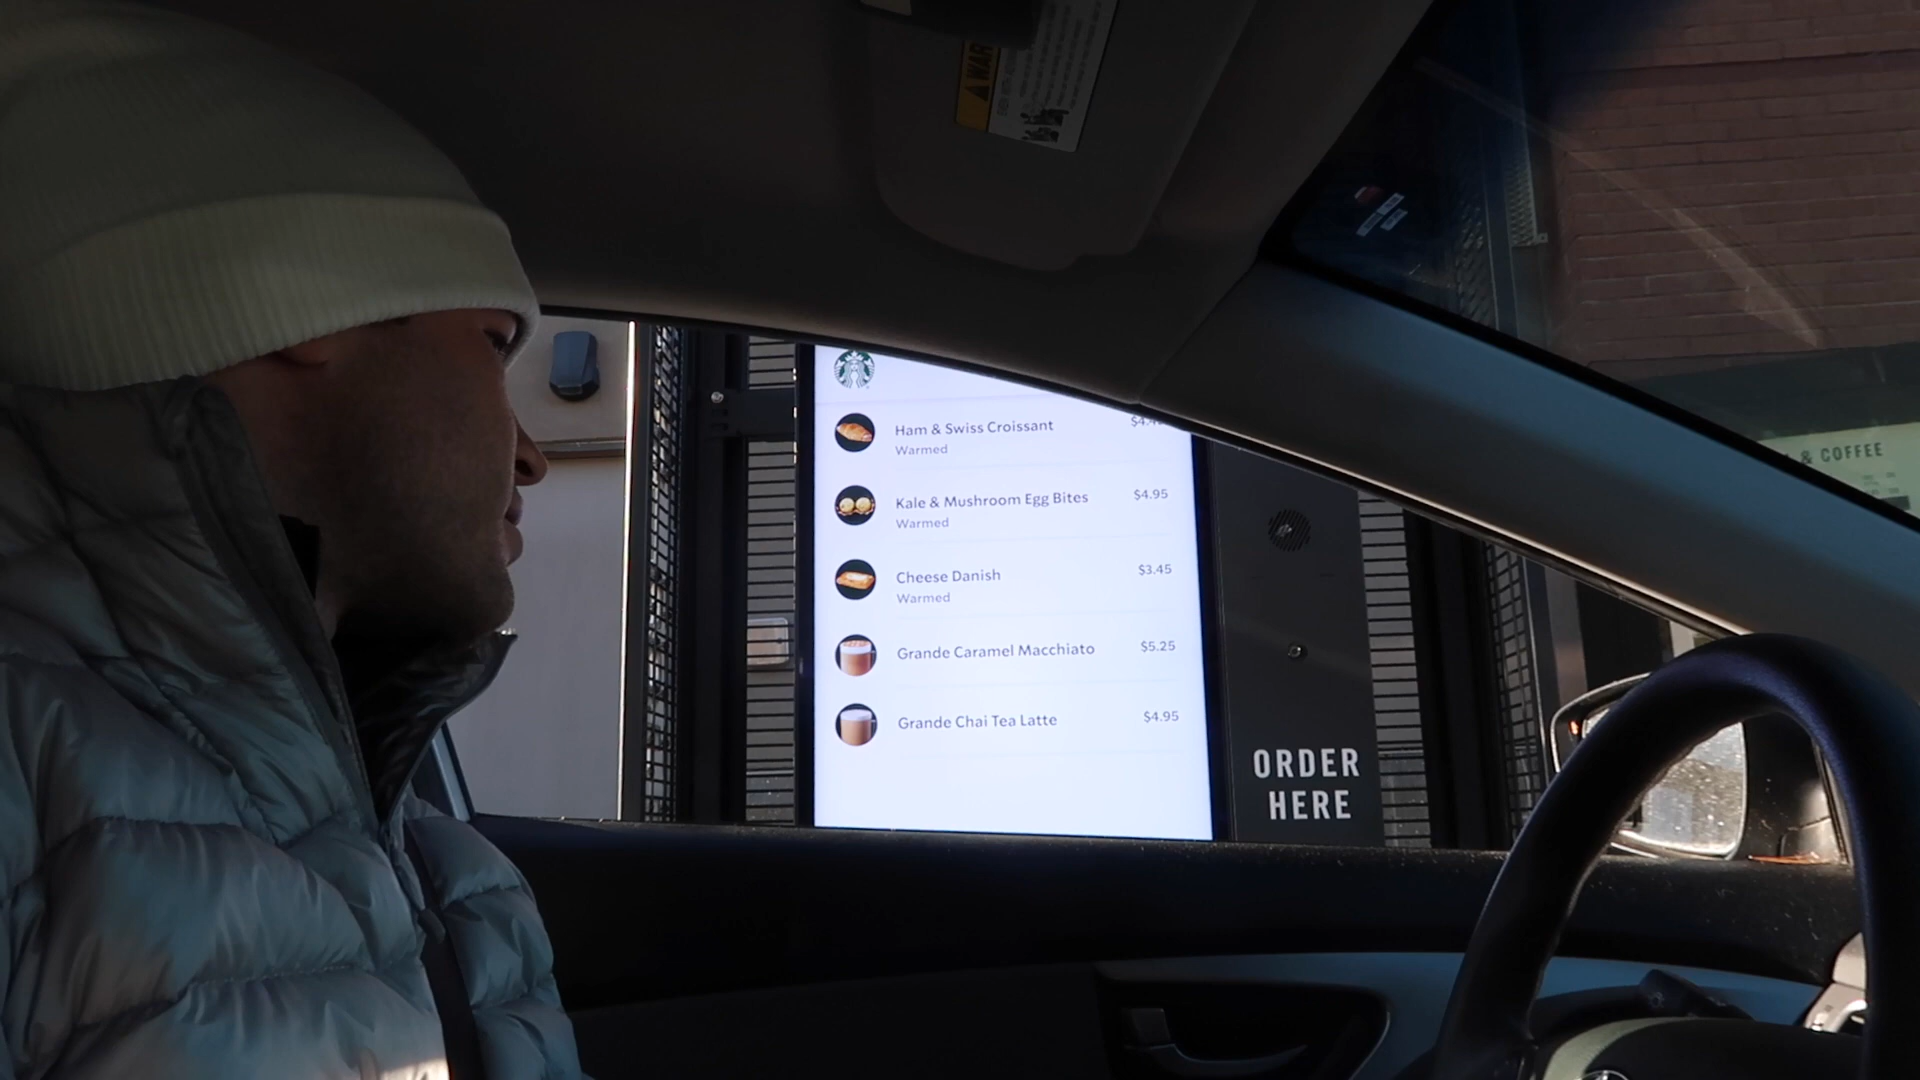 WAR
& COFFEE
Ham & Swiss Croissant
Warmed
Kale & Mushroom Egg Bites $4.95
Warmed
Cheese Danish $3.45
Warmed
Grande Caramel Macchiato $5.25
Grande Chai Tea Latte $4.95
ORDER
HERE